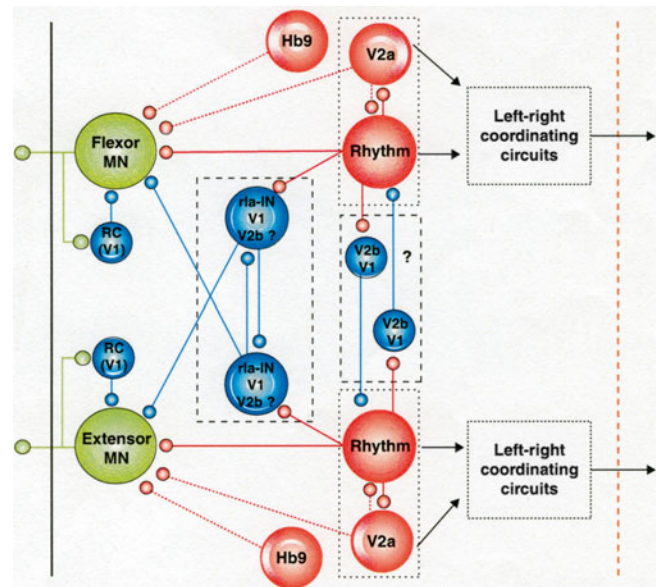 Hb9
V2a
Flexor
MN
Rhythm
Left-right
coordinating
circuits
rIa-IN
V1
V2b ?
RC
(V1)
V2b
V1
?
V2b
V1
RC
(V1)
rIa-IN
V1
V2b ?
Extensor
MN
Rhythm
Left-right
coordinating
circuits
Hb9
V2a